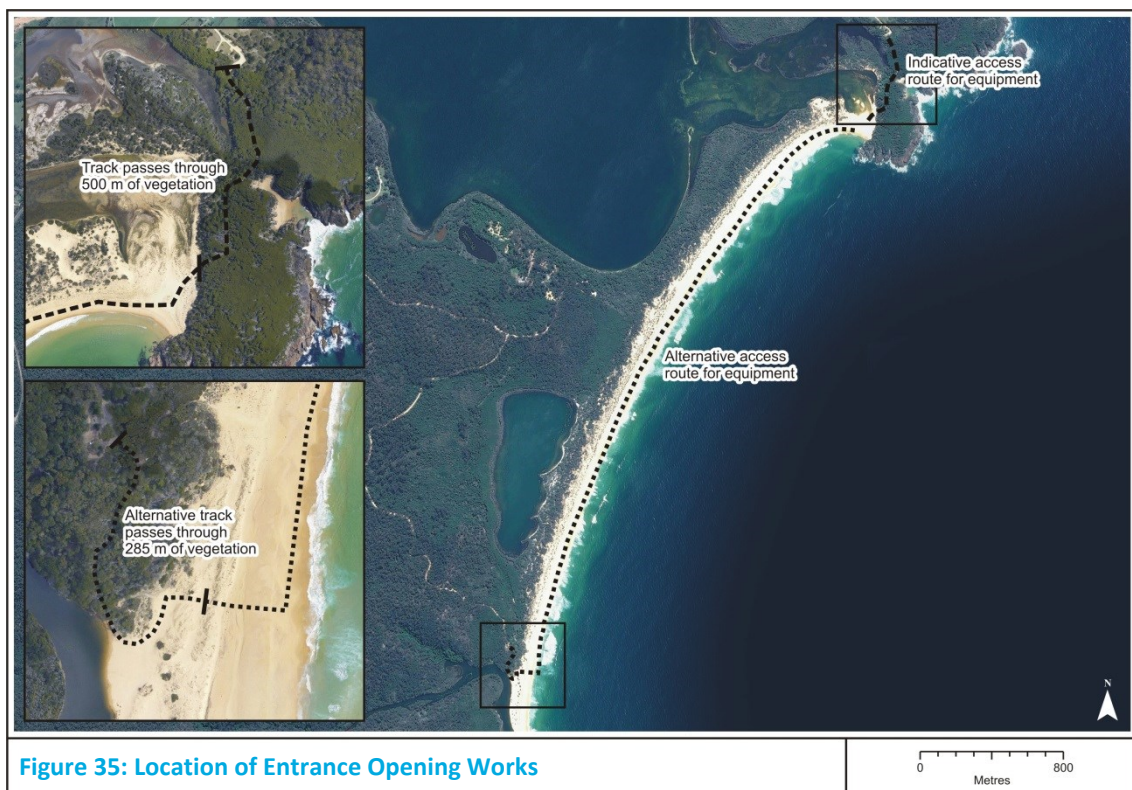 Track passes through
500 m of vegetation
Indicative access
route for equipment
Alternative access
route for equipment
Alternative track
passes through
285 m of vegetation
N
Figure 35: Location of Entrance Opening Works
0 800
Metres